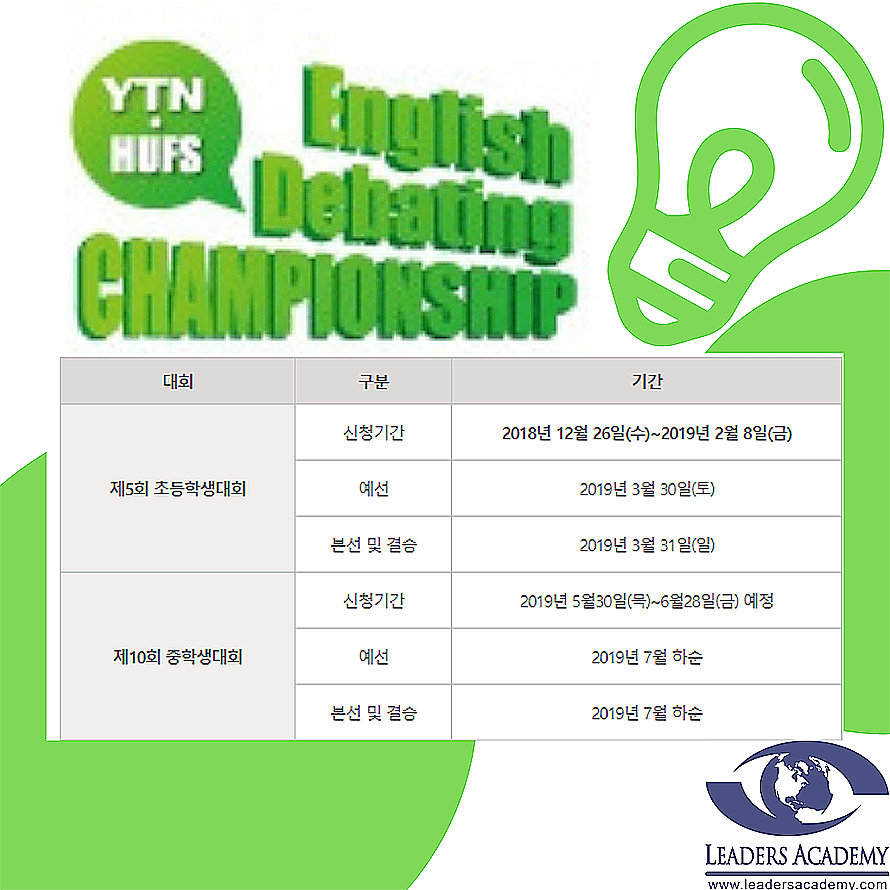 YTN
·
HUFS
English
Debating
CHAMPIONSHIP
대회 구분 기간
제5회 초등학생대회
신청기간 2018년 12월 26일(수)~2019년 2월 8일(금)
예선 2019년 3월 30일(토)
본선 및 결승 2019년 3월 31일(일)
제10회 중학생대회
신청기간 2019년 5월30일(목)~6월28일(금) 예정
예선 2019년 7월 하순
본선 및 결승 2019년 7월 하순
LEADERS ACADEMY
www.leadersacademy.com